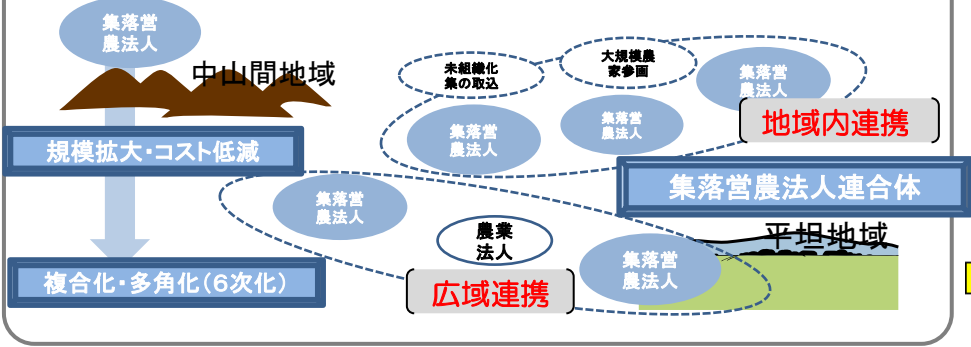 集落営
農法人
中山間地域
未組織化
集の取込
大規模農
家参画
集落営
農法人
集落営
農法人
集落営
農法人
地域内連携
規模拡大・コスト低減
集落営農法人連合体
集落営
農法人
農業
法人
平坦地域
集落営
農法人
複合化・多角化(6次化)
広域連携